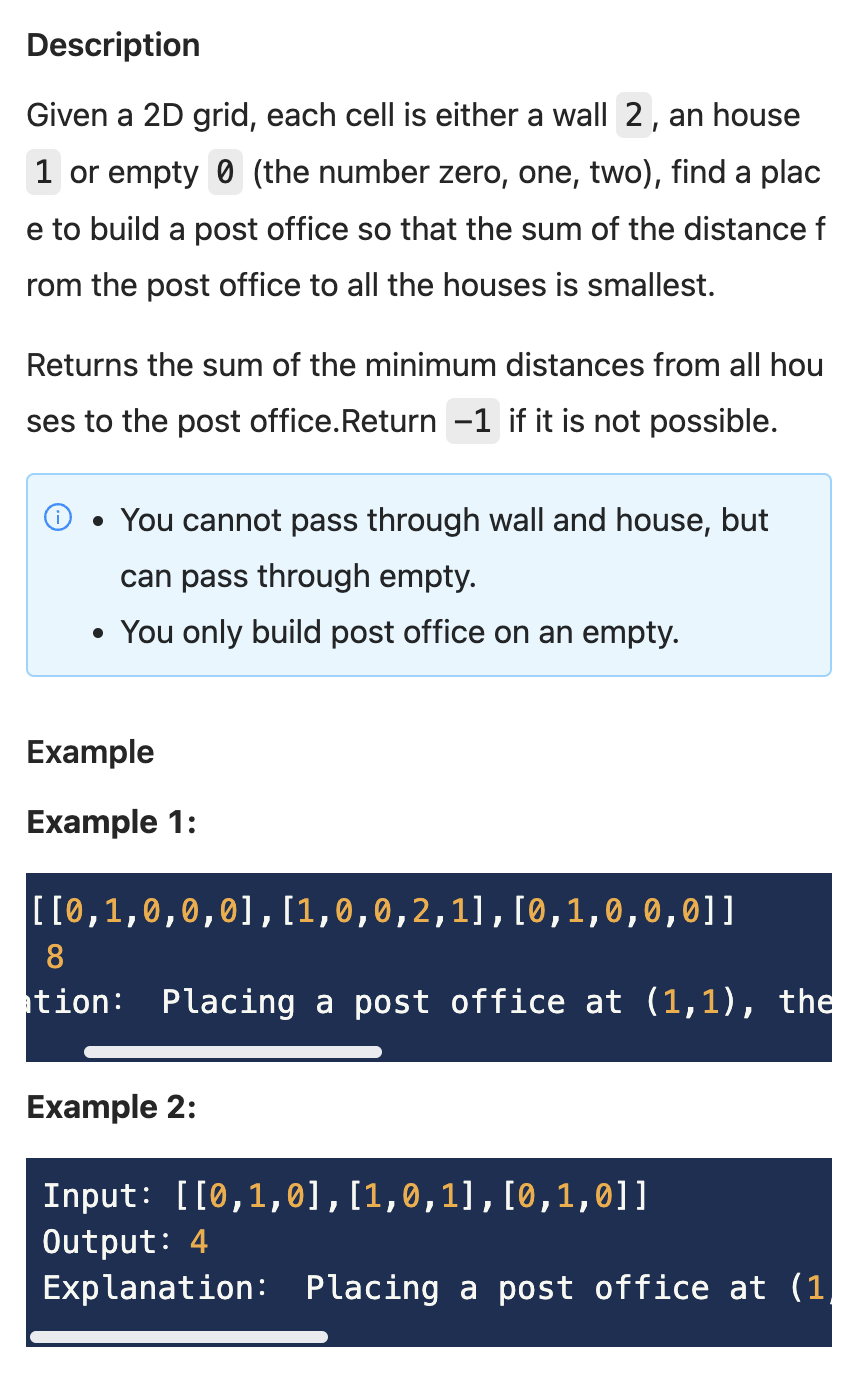 Description
Given a 2D grid, each cell is either a wall 2, an house
1 or empty 0 (the number zero, one, two), find a plac
e to build a post office so that the sum of the distance f
rom the post office to all the houses is smallest.
Returns the sum of the minimum distances from all hou
ses to the post office.Return −1 if it is not possible.
• You cannot pass through wall and house, but
can pass through empty.
• You only build post office on an empty.
Example
Example 1:
[[0,1,0,0,0],[1,0,0,2,1],[0,1,0,0,0]]
8
ation: Placing a post office at (1,1), the
Example 2:
Input: [[0,1,0],[1,0,1],[0,1,0]]
Output: 4
Explanation: Placing a post office at (1,